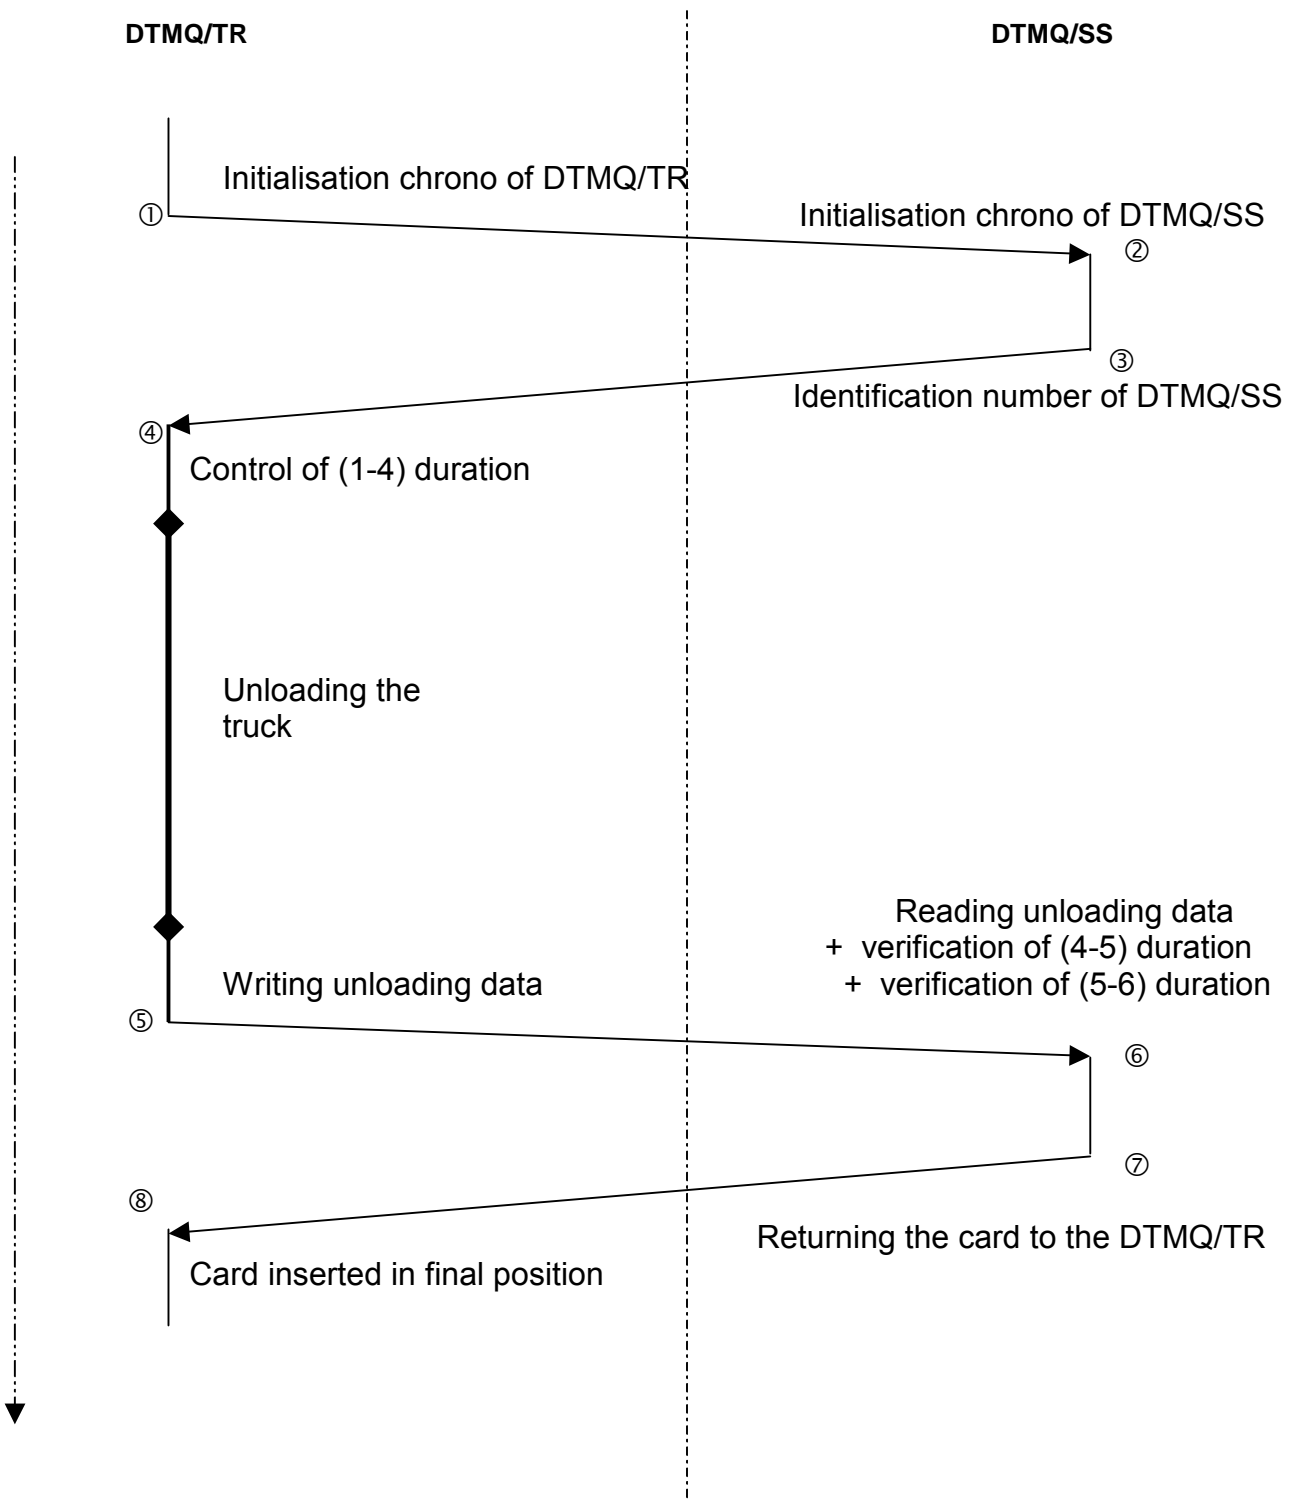 DTMQ/TR
DTMQ/SS
Initialisation chrono of DTMQ/TR
①
Initialisation chrono of DTMQ/SS
②
③
Identification number of DTMQ/SS
④
Control of (1-4) duration
Unloading the
truck
Reading unloading data
+ verification of (4-5) duration
+ verification of (5-6) duration
Writing unloading data
⑤
⑥
⑦
⑧
Returning the card to the DTMQ/TR
Card inserted in final position